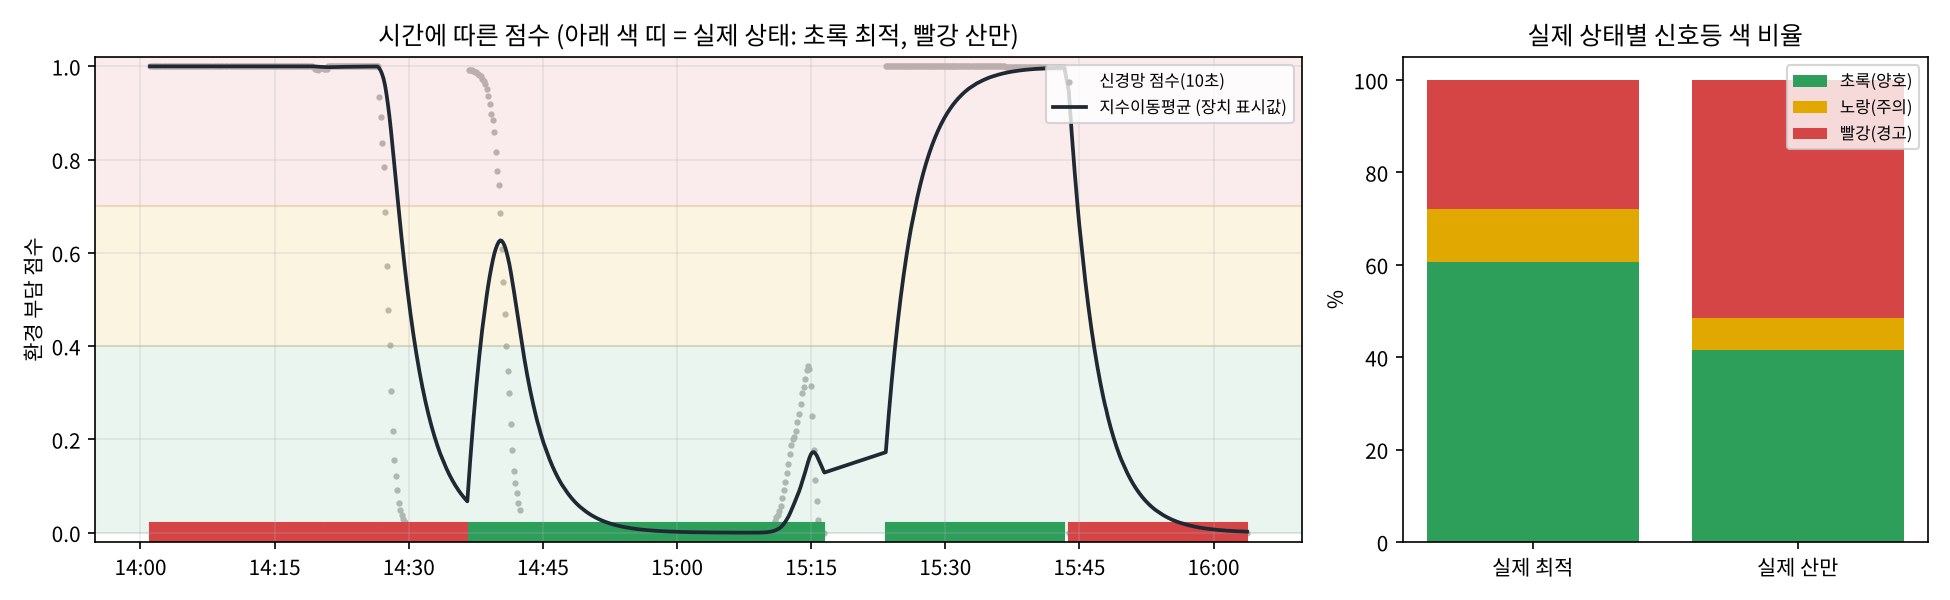 시간에 따른 점수 (아래 색 띠 = 실제 상태: 초록 최적, 빨강 산만)
환경 부담 점수
1.0
0.8
0.6
0.4
0.2
0.0
14:00 14:15 14:30 14:45 15:00 15:15 15:30 15:45 16:00
신경망 점수(10초)
지수이동평균 (장치 표시값)
실제 상태별 신호등 색 비율
%
100
80
60
40
20
0
실제 최적 실제 산만
초록(양호)
노랑(주의)
빨강(경고)